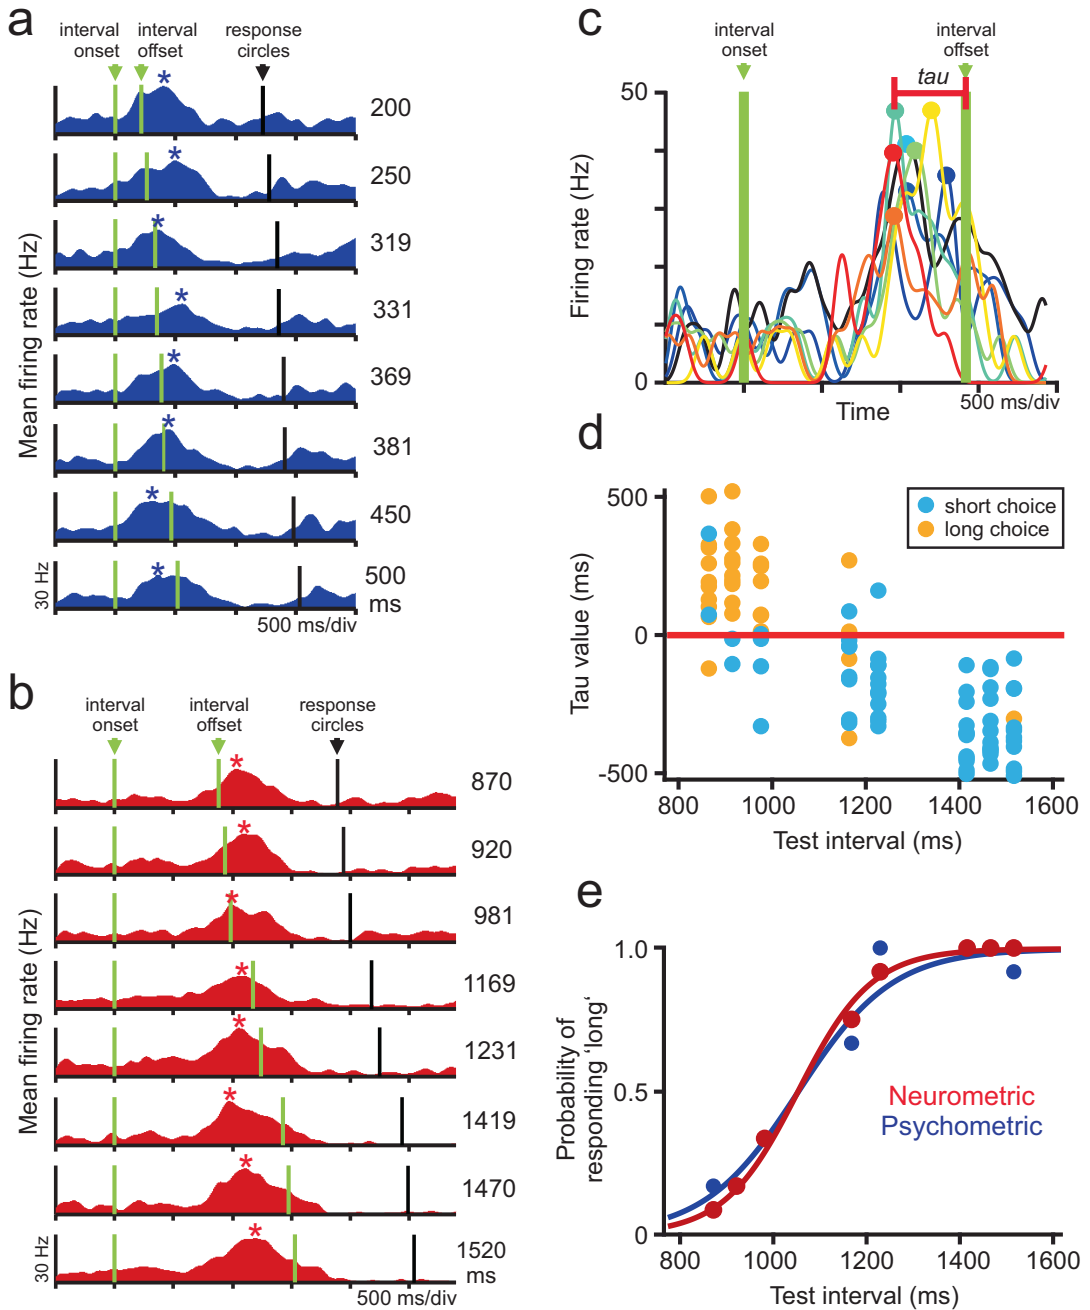 a
interval
onset
interval
offset
response
circles
200
250
319
331
369
381
450
500
ms
Mean firing rate (Hz)
30 Hz
500 ms/div
b
interval
onset
interval
offset
response
circles
870
920
981
1169
1231
1419
1470
1520
ms
Mean firing rate (Hz)
30 Hz
500 ms/div
c
interval
onset
interval
offset
tau
50
0
Firing rate (Hz)
Time
500 ms/div
d
short choice
long choice
500
0
-500
Tau value (ms)
800 1000 1200 1400 1600
Test interval (ms)
e
1.0
0.5
0
Probability of
responding ‘long‘
Neurometric
Psychometric
800 1000 1200 1400 1600
Test interval (ms)